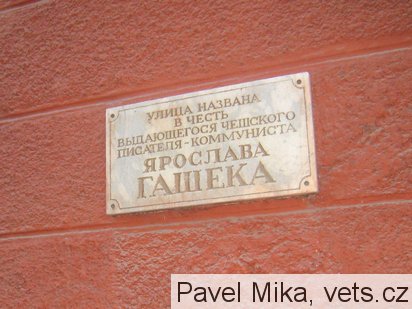 УЛИЦА НАЗВАНА
В ЧЕСТЬ
ВЫДАЮЩЕГОСЯ ЧЕШСКОГО
ПИСАТЕЛЯ-КОММУНИСТА
ЯРОСЛАВА
ГАШЕКА
Pavel Mika, vets.cz